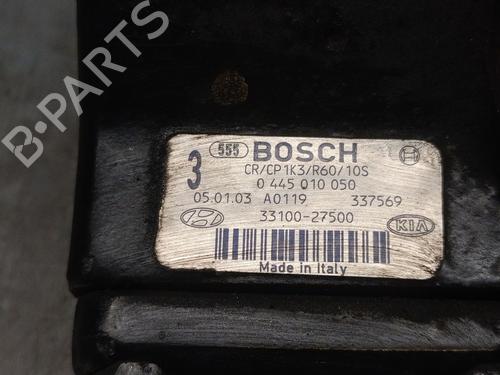 B-PARTS
3
555 BOSCH
CR/CP1K3/R60/10S
0 445 010 050
05.01.03 A0119 337569
33100-27500
KIA
Made in Italy